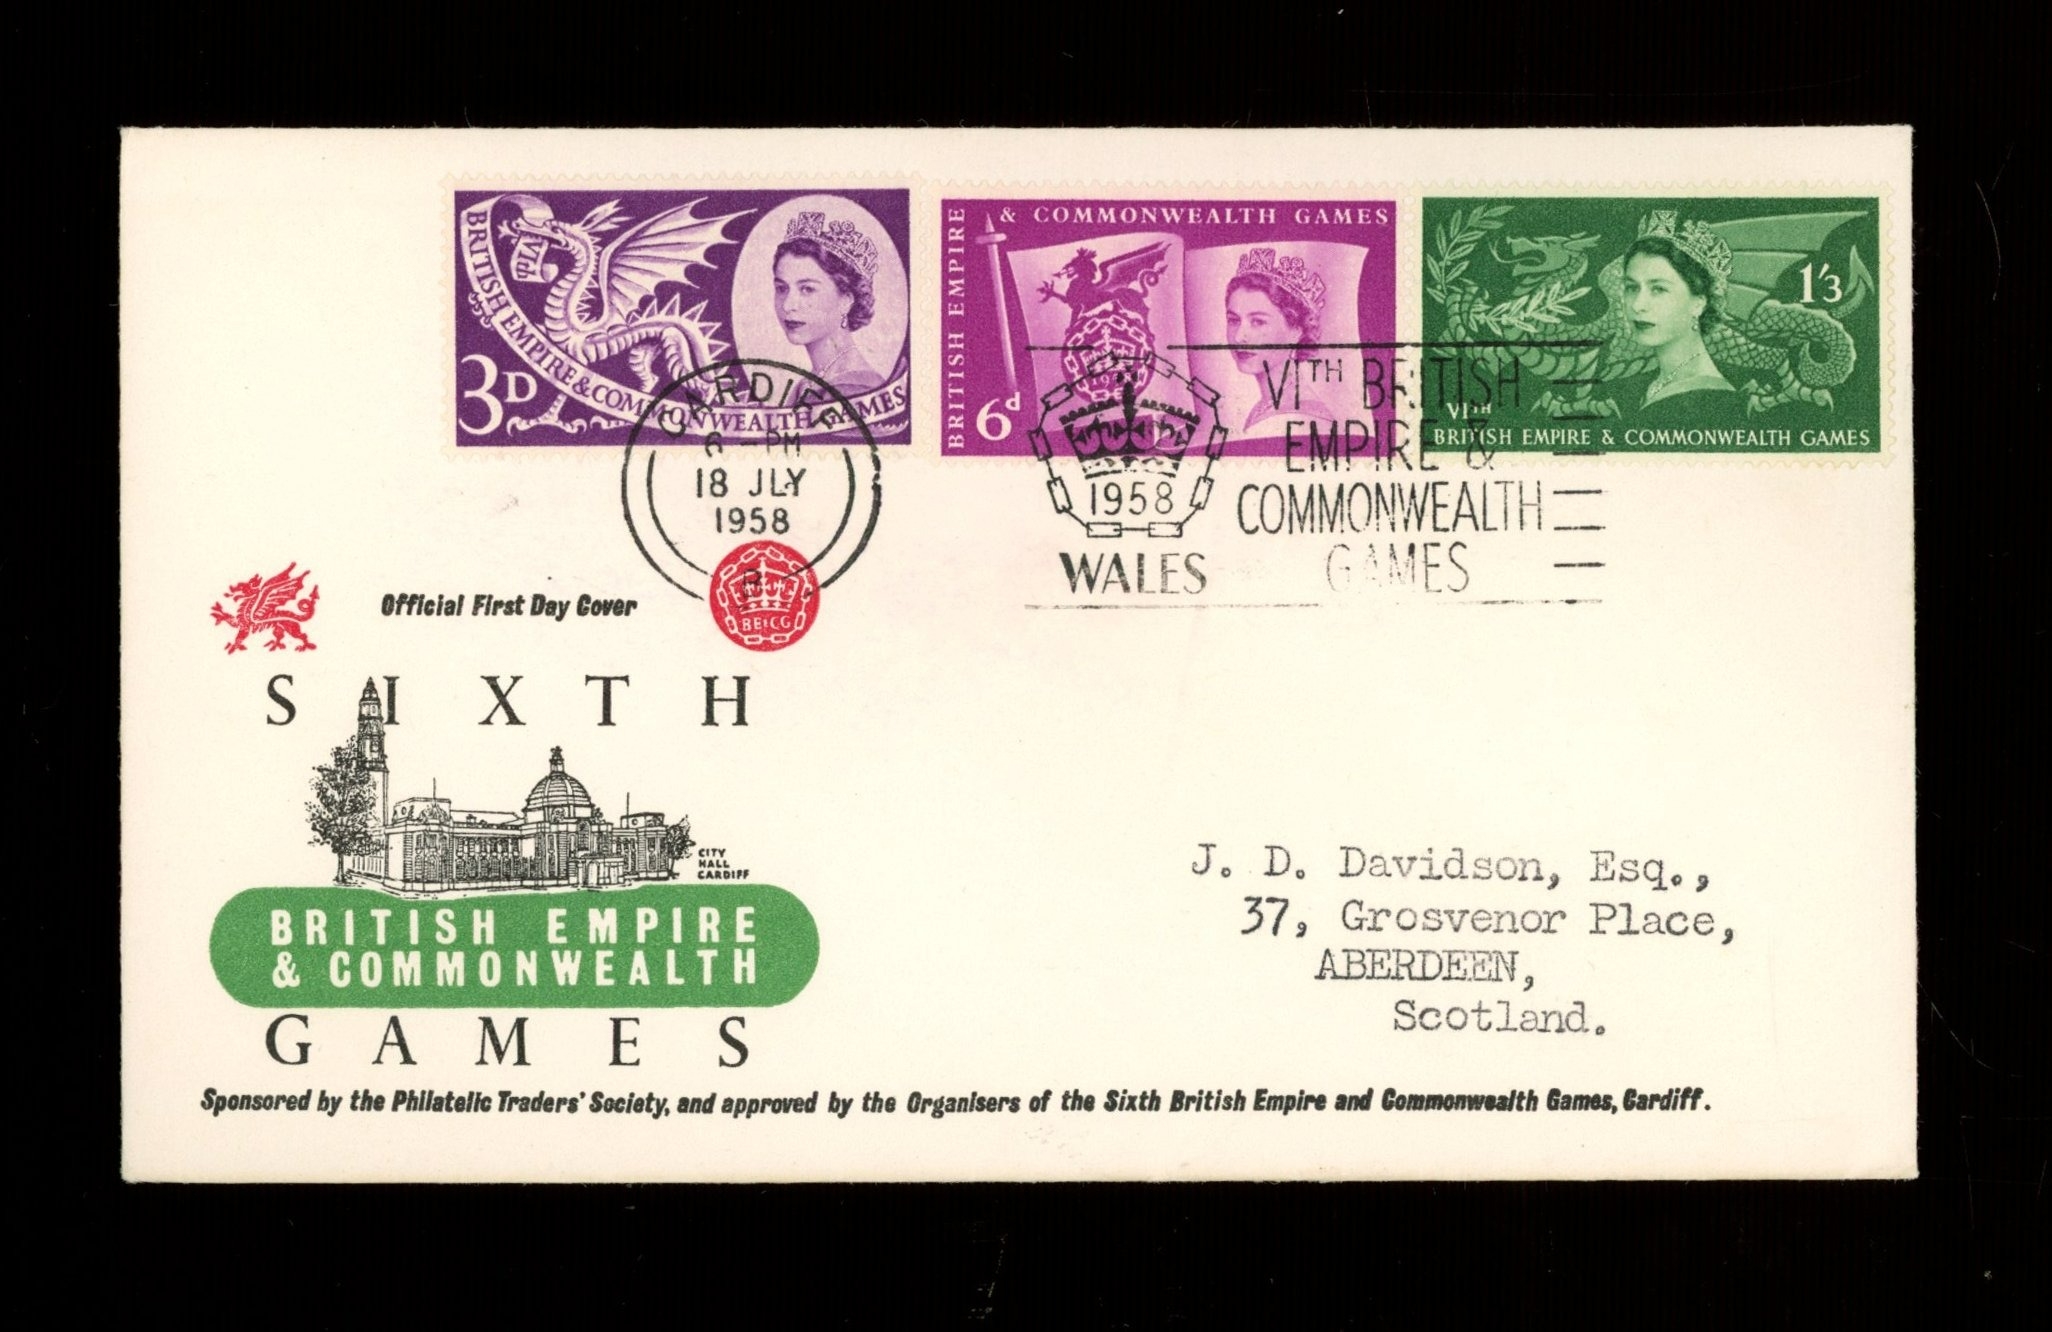 BRITISH EMPIRE & COMMONWEALTH GAMES
3D
BRITISH EMPIRE & COMMONWEALTH GAMES
6d
1'3
VITH
BRITISH EMPIRE & COMMONWEALTH GAMES
CARDIFF
6 - PM
18 JLY
1958
B
1958
WALES
VITH BRITISH
EMPIRE &
COMMONWEALTH
GAMES
Official First Day Cover
BE&CG
SIXTH
CITY
HALL
CARDIFF
BRITISH EMPIRE
& COMMONWEALTH
GAMES
J. D. Davidson, Esq.,
37, Grosvenor Place,
ABERDEEN,
Scotland.
Sponsored by the Philatelic Traders' Society, and approved by the Organisers of the Sixth British Empire and Commonwealth Games, Cardiff.